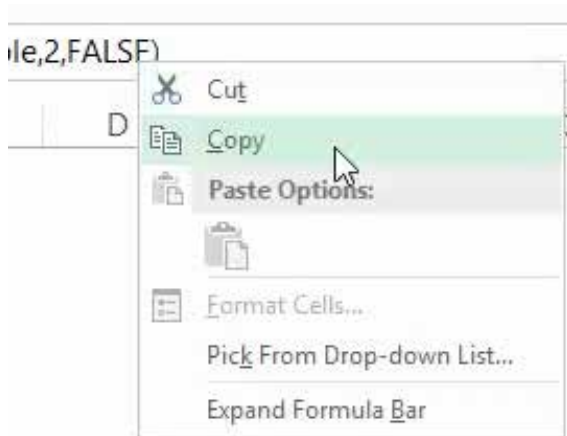 le,2,FALSE)
D
Cut
Copy
Paste Options:
Format Cells...
Pick From Drop-down List...
Expand Formula Bar